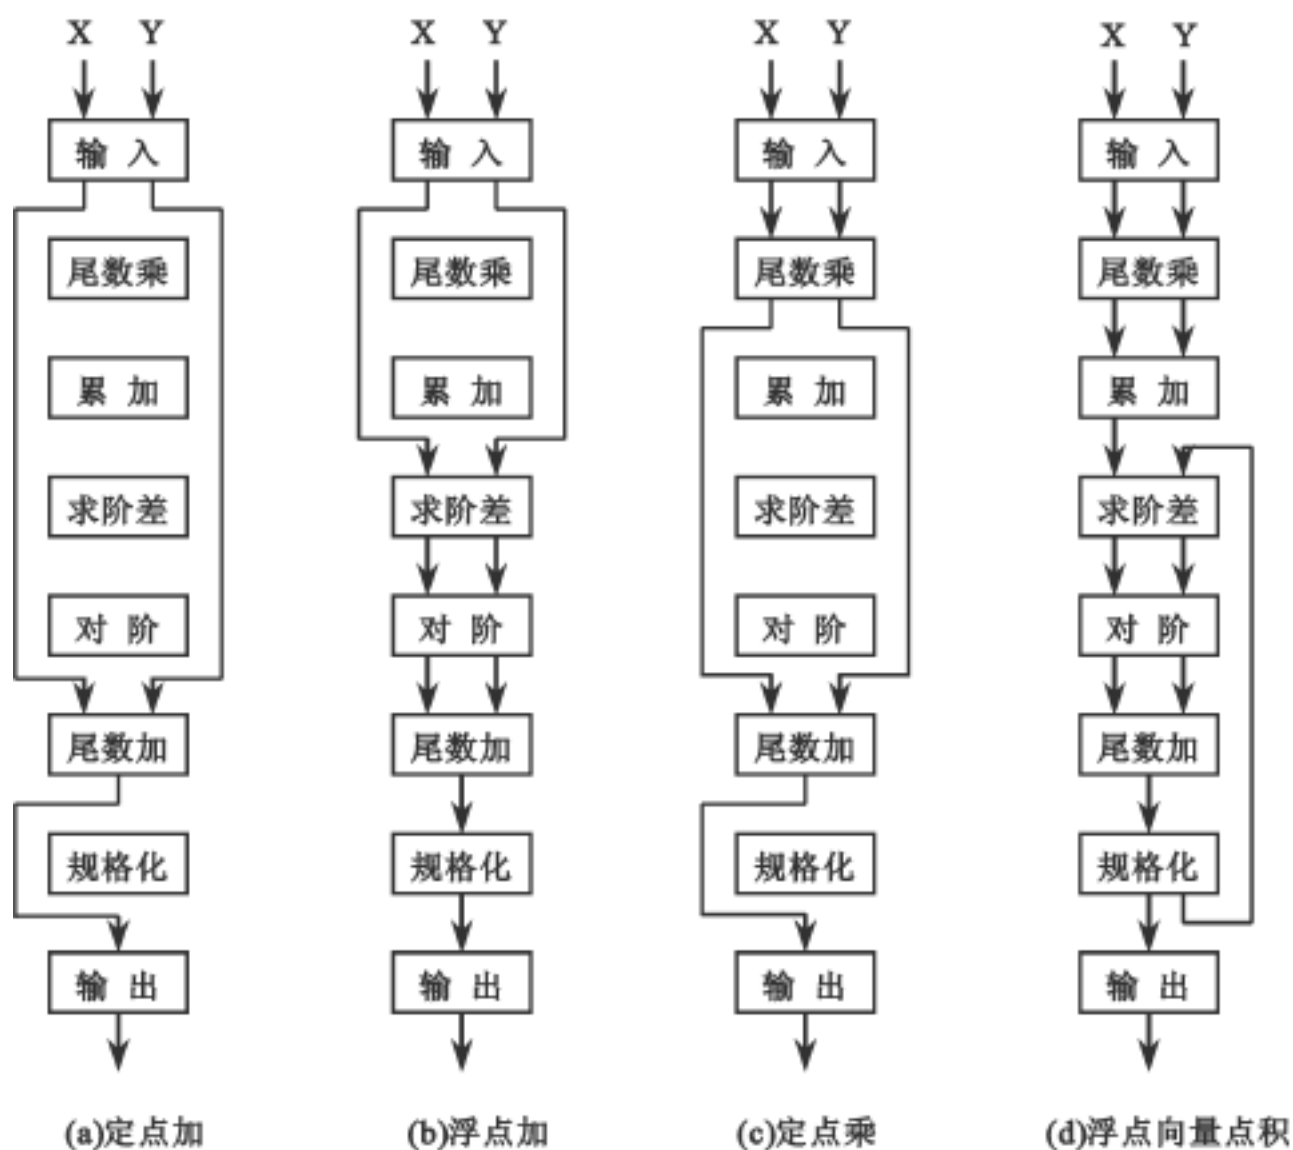 X Y X Y X Y X Y
输 入 输 入 输 入 输 入
尾数乘 尾数乘 尾数乘 尾数乘
累 加 累 加 累 加 累 加
求阶差 求阶差 求阶差 求阶差
对 阶 对 阶 对 阶 对 阶
尾数加 尾数加 尾数加 尾数加
规格化 规格化 规格化 规格化
输 出 输 出 输 出 输 出
(a)定点加 (b)浮点加 (c)定点乘 (d)浮点向量点积